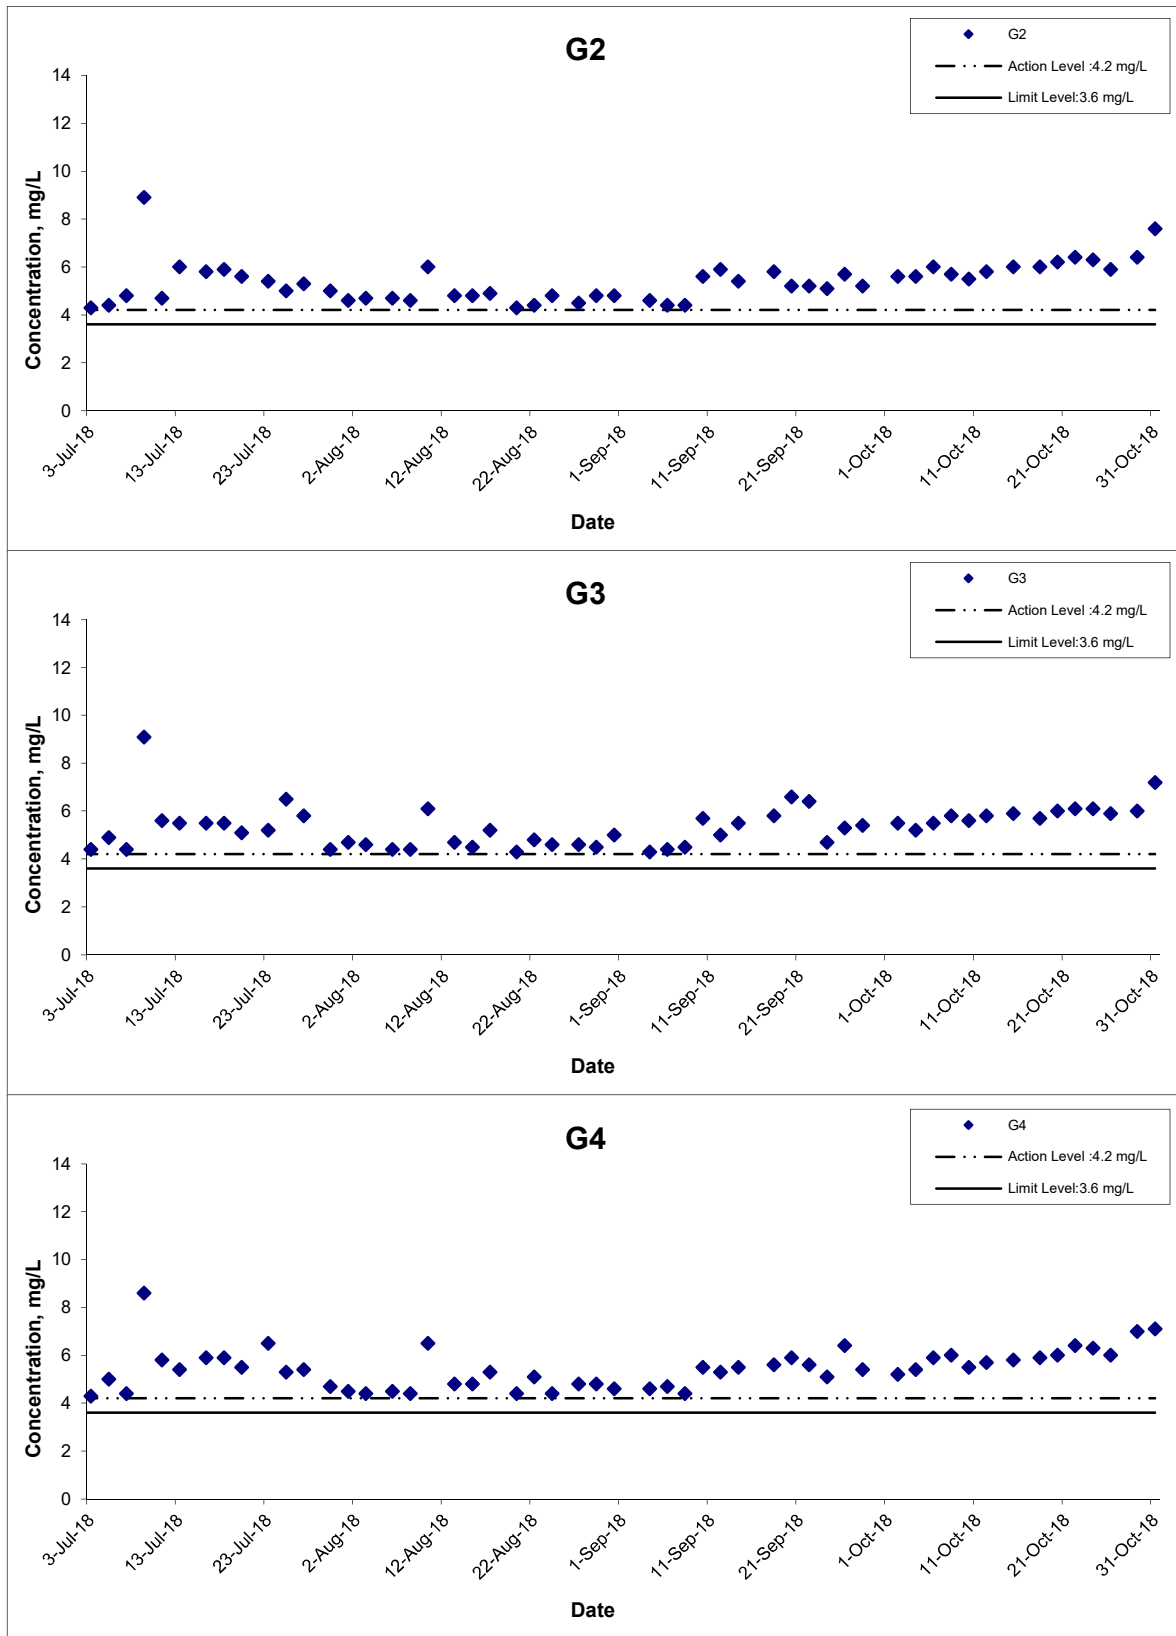 G2
G2
Action Level :4.2 mg/L
Limit Level:3.6 mg/L
Concentration, mg/L
14
12
10
8
6
4
2
0
3-Jul-18
13-Jul-18
23-Jul-18
2-Aug-18
12-Aug-18
22-Aug-18
1-Sep-18
11-Sep-18
21-Sep-18
1-Oct-18
11-Oct-18
21-Oct-18
31-Oct-18
Date
G3
G3
Action Level :4.2 mg/L
Limit Level:3.6 mg/L
Concentration, mg/L
14
12
10
8
6
4
2
0
3-Jul-18
13-Jul-18
23-Jul-18
2-Aug-18
12-Aug-18
22-Aug-18
1-Sep-18
11-Sep-18
21-Sep-18
1-Oct-18
11-Oct-18
21-Oct-18
31-Oct-18
Date
G4
G4
Action Level :4.2 mg/L
Limit Level:3.6 mg/L
Concentration, mg/L
14
12
10
8
6
4
2
0
3-Jul-18
13-Jul-18
23-Jul-18
2-Aug-18
12-Aug-18
22-Aug-18
1-Sep-18
11-Sep-18
21-Sep-18
1-Oct-18
11-Oct-18
21-Oct-18
31-Oct-18
Date